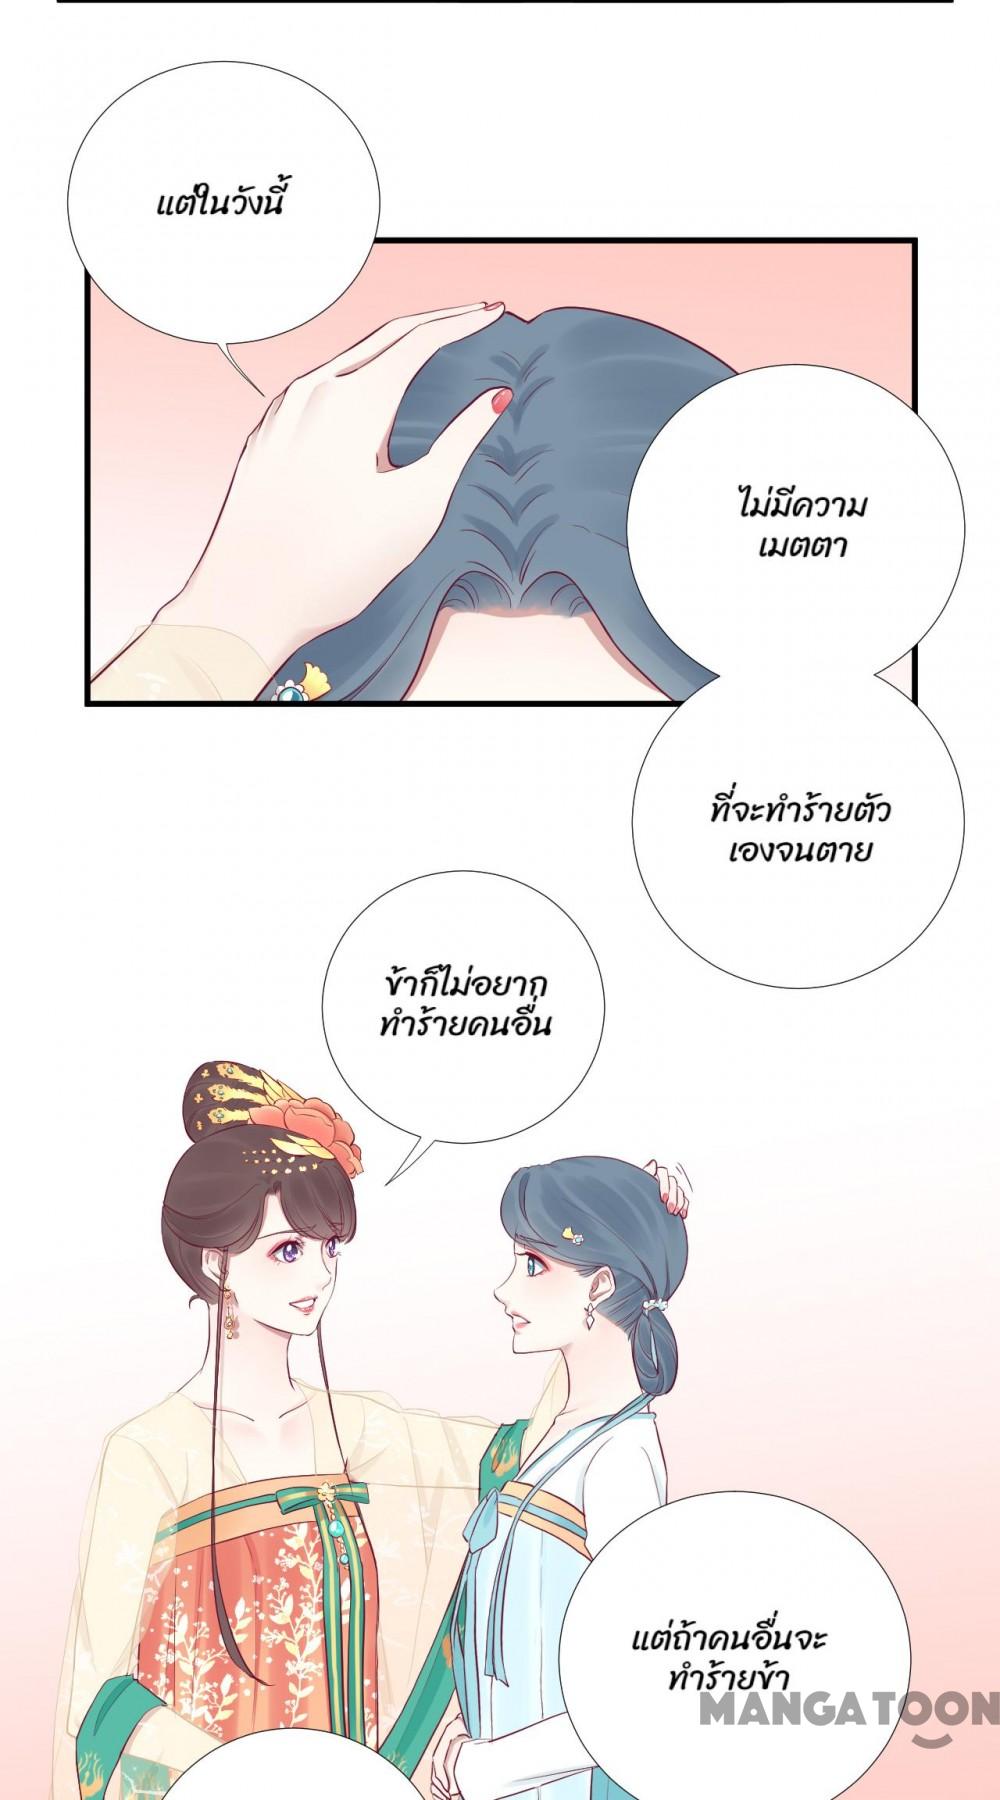 แต่ในวังนี้
ไม่มีความ
เมตตา
ที่จะทำร้ายตัว
เองจนตาย
ข้าก็ไม่อยาก
ทำร้ายคนอื่น
แต่ถ้าคนอื่นจะ
ทำร้ายข้า
MANGATOON